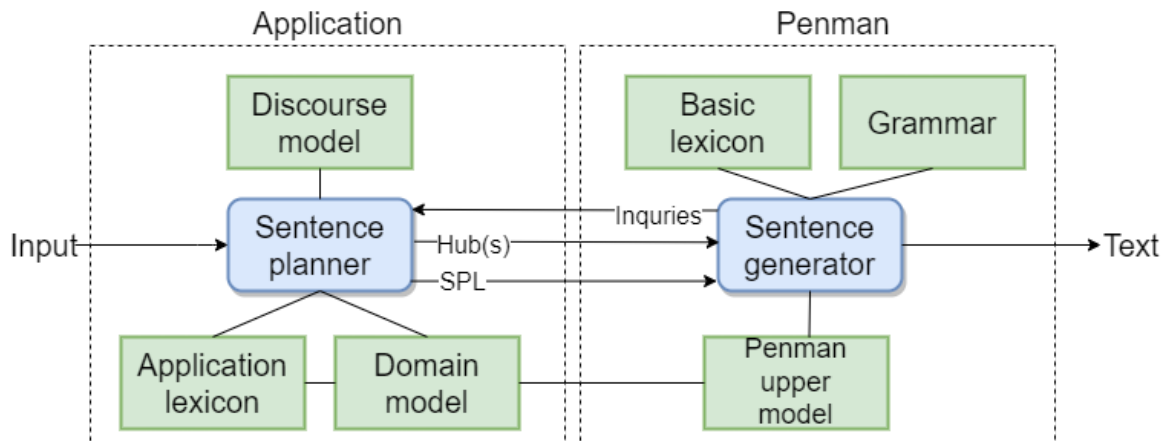 Application
Penman
Discourse
model
Basic
lexicon
Grammar
Input
Sentence
planner
Inquries
Hub(s)
SPL
Sentence
generator
Text
Application
lexicon
Domain
model
Penman
upper
model